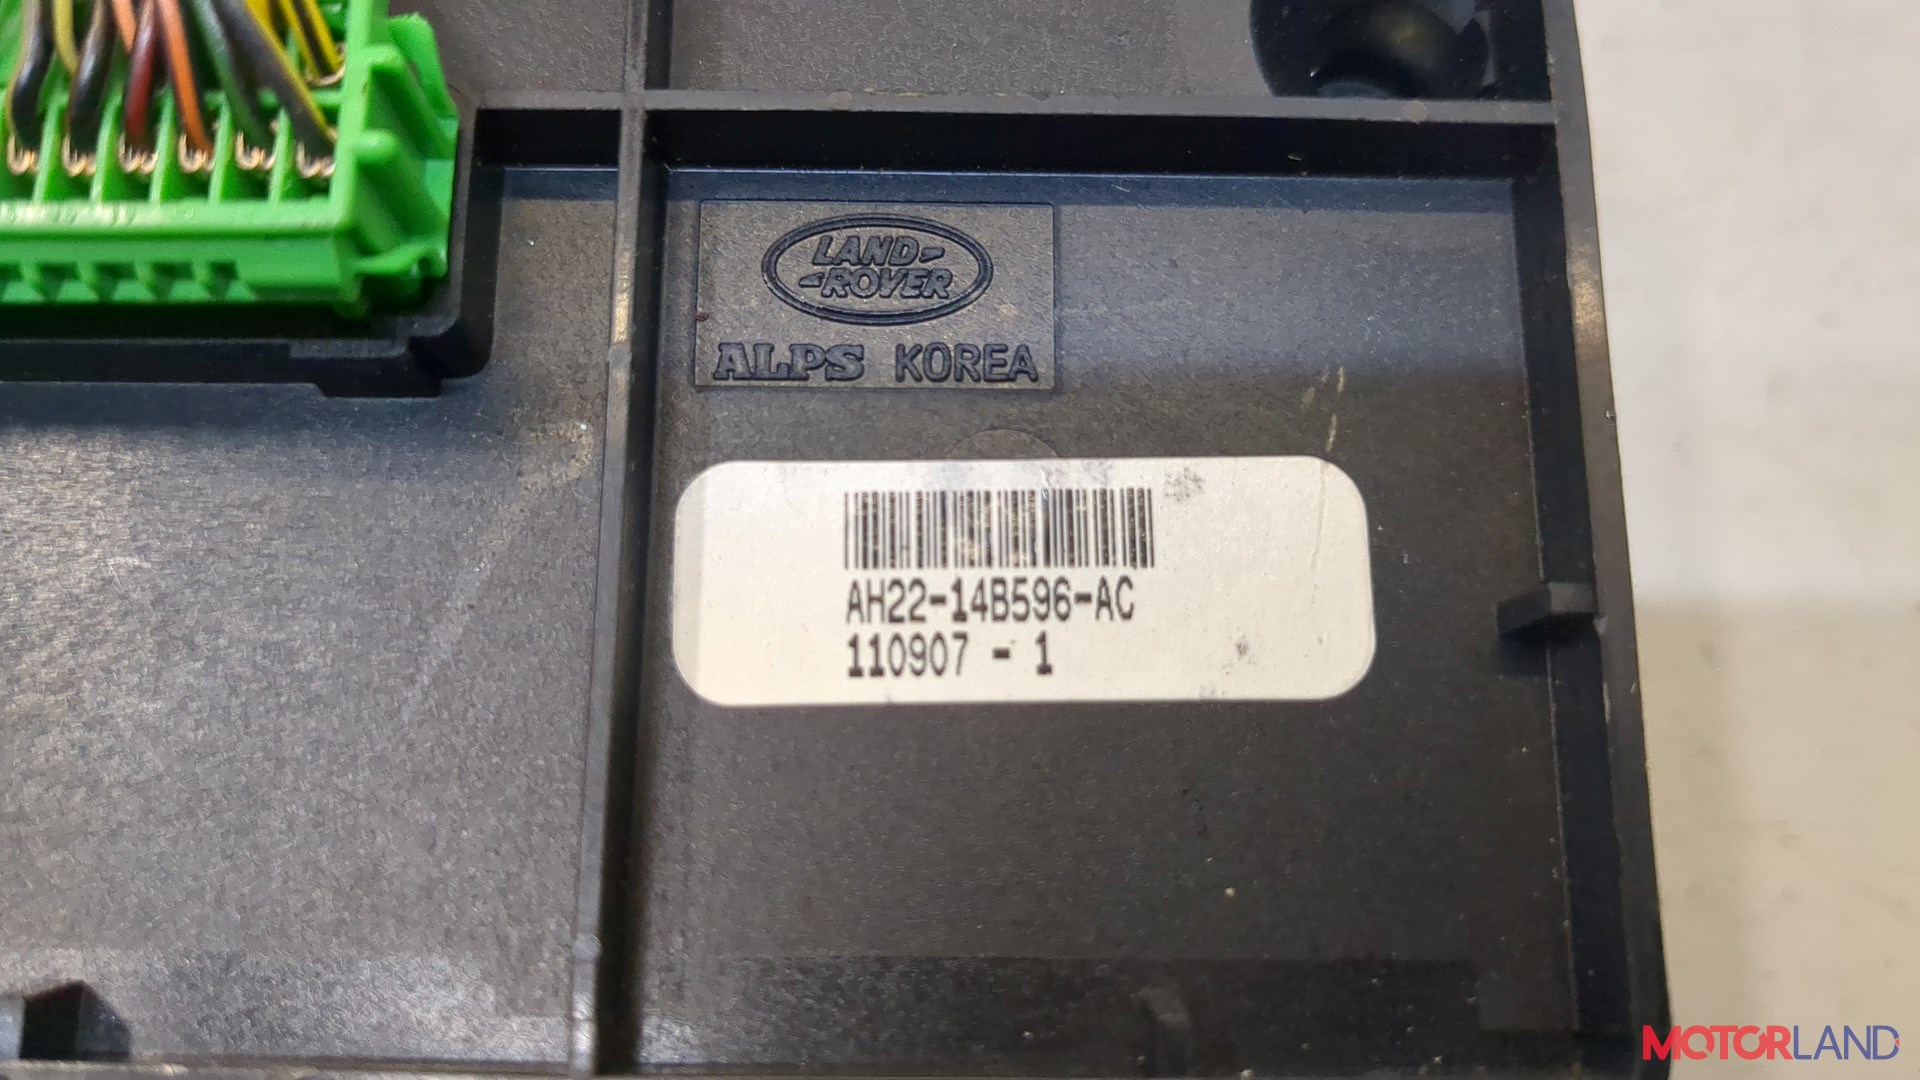 LAND-
-ROVER
ALPS KOREA
AH22-14B596-AC
110907 - 1
MOTORLAND